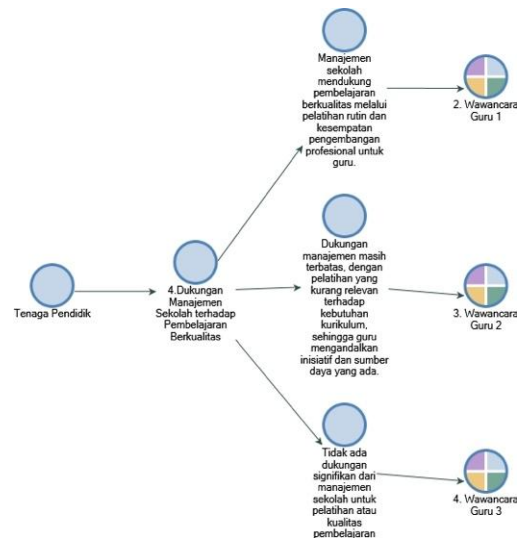 Manajemen
sekolah
mendukung
pembelajaran
berkualitas melalui
pelatihan rutin dan
kesempatan
pengembangan
profesional untuk
guru.
2. Wawancara
Guru 1
Tenaga Pendidik
4.Dukungan
Manajemen
Sekolah terhadap
Pembelajaran
Berkualitas
Dukungan
manajemen masih
terbatas, dengan
pelatihan yang
kurang relevan
terhadap
kebutuhan
kurikulum,
sehingga guru
mengandalkan
inisiatif dan sumber
daya yang ada.
3. Wawancara
Guru 2
Tidak ada
dukungan
signifikan dari
manajemen
sekolah untuk
pelatihan atau
kualitas
pembelajaran
4. Wawancara
Guru 3